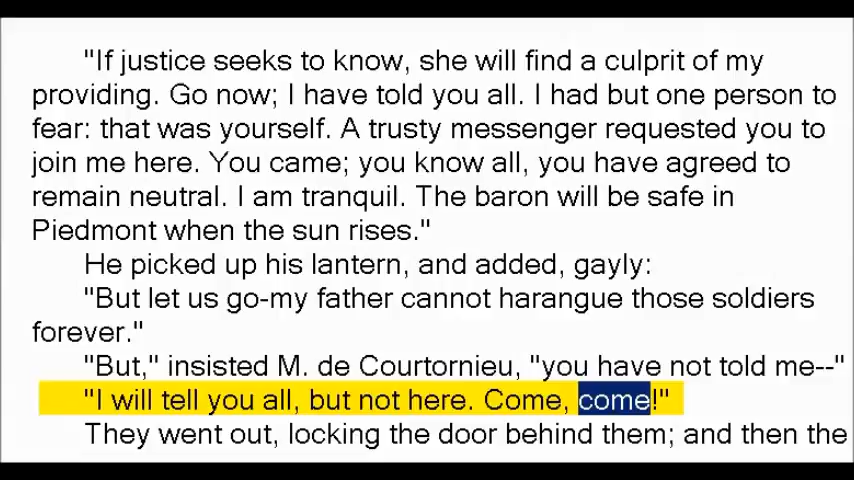 "If justice seeks to know, she will find a culprit of my
providing. Go now; I have told you all. I had but one person to
fear: that was yourself. A trusty messenger requested you to
join me here. You came; you know all, you have agreed to
remain neutral. I am tranquil. The baron will be safe in
Piedmont when the sun rises."
He picked up his lantern, and added, gayly:
"But let us go-my father cannot harangue those soldiers
forever."
"But," insisted M. de Courtornieu, "you have not told me--"
"I will tell you all, but not here. Come, come!"
They went out, locking the door behind them; and then the